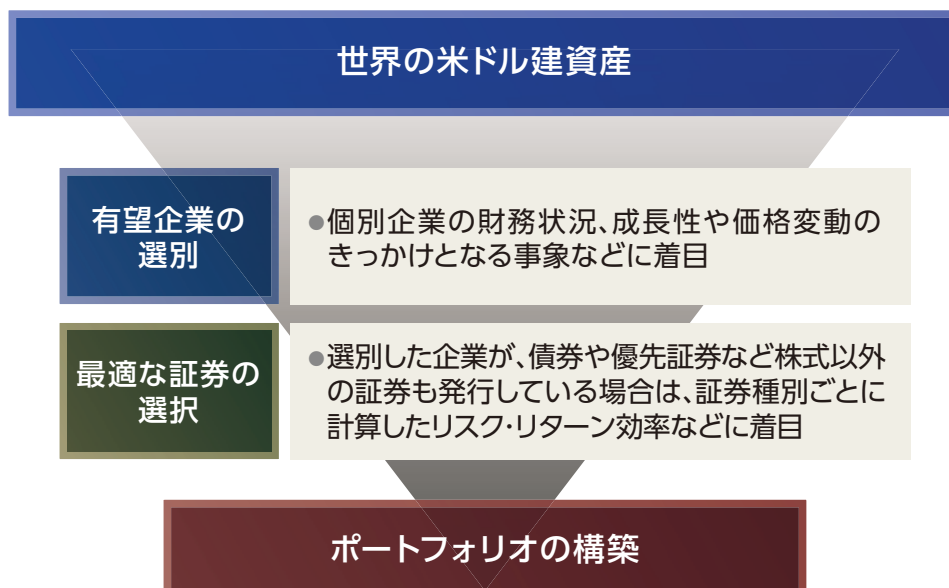 世界の米ドル建資産
有望企業の
選別
●個別企業の財務状況、成長性や価格変動の
きっかけとなる事象などに着目
最適な証券の
選択
●選別した企業が、債券や優先証券など株式以外
の証券も発行している場合は、証券種別ごとに
計算したリスク・リターン効率などに着目
ポートフォリオの構築